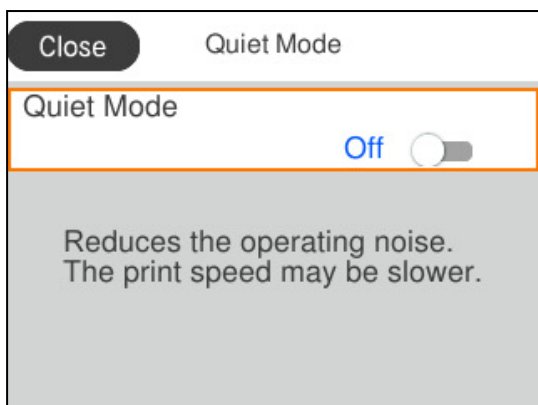 Close
Quiet Mode
Quiet Mode
Off
Reduces the operating noise.
The print speed may be slower.